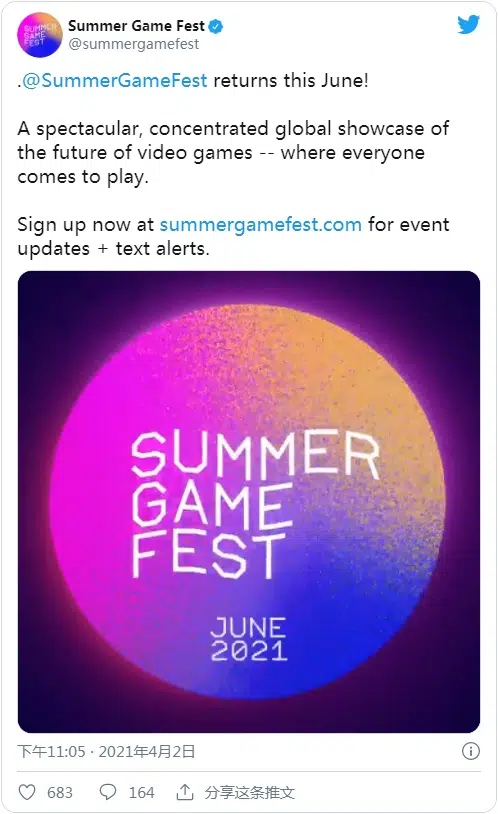 SUMMER
GAME
FEST
Summer Game Fest
@summergamefest
.@SummerGameFest returns this June!
A spectacular, concentrated global showcase of
the future of video games -- where everyone
comes to play.
Sign up now at summergamefest.com for event
updates + text alerts.
SUMMER
GAME
FEST
JUNE
2021
下午11:05 · 2021年4月2日
683
164
分享这条推文